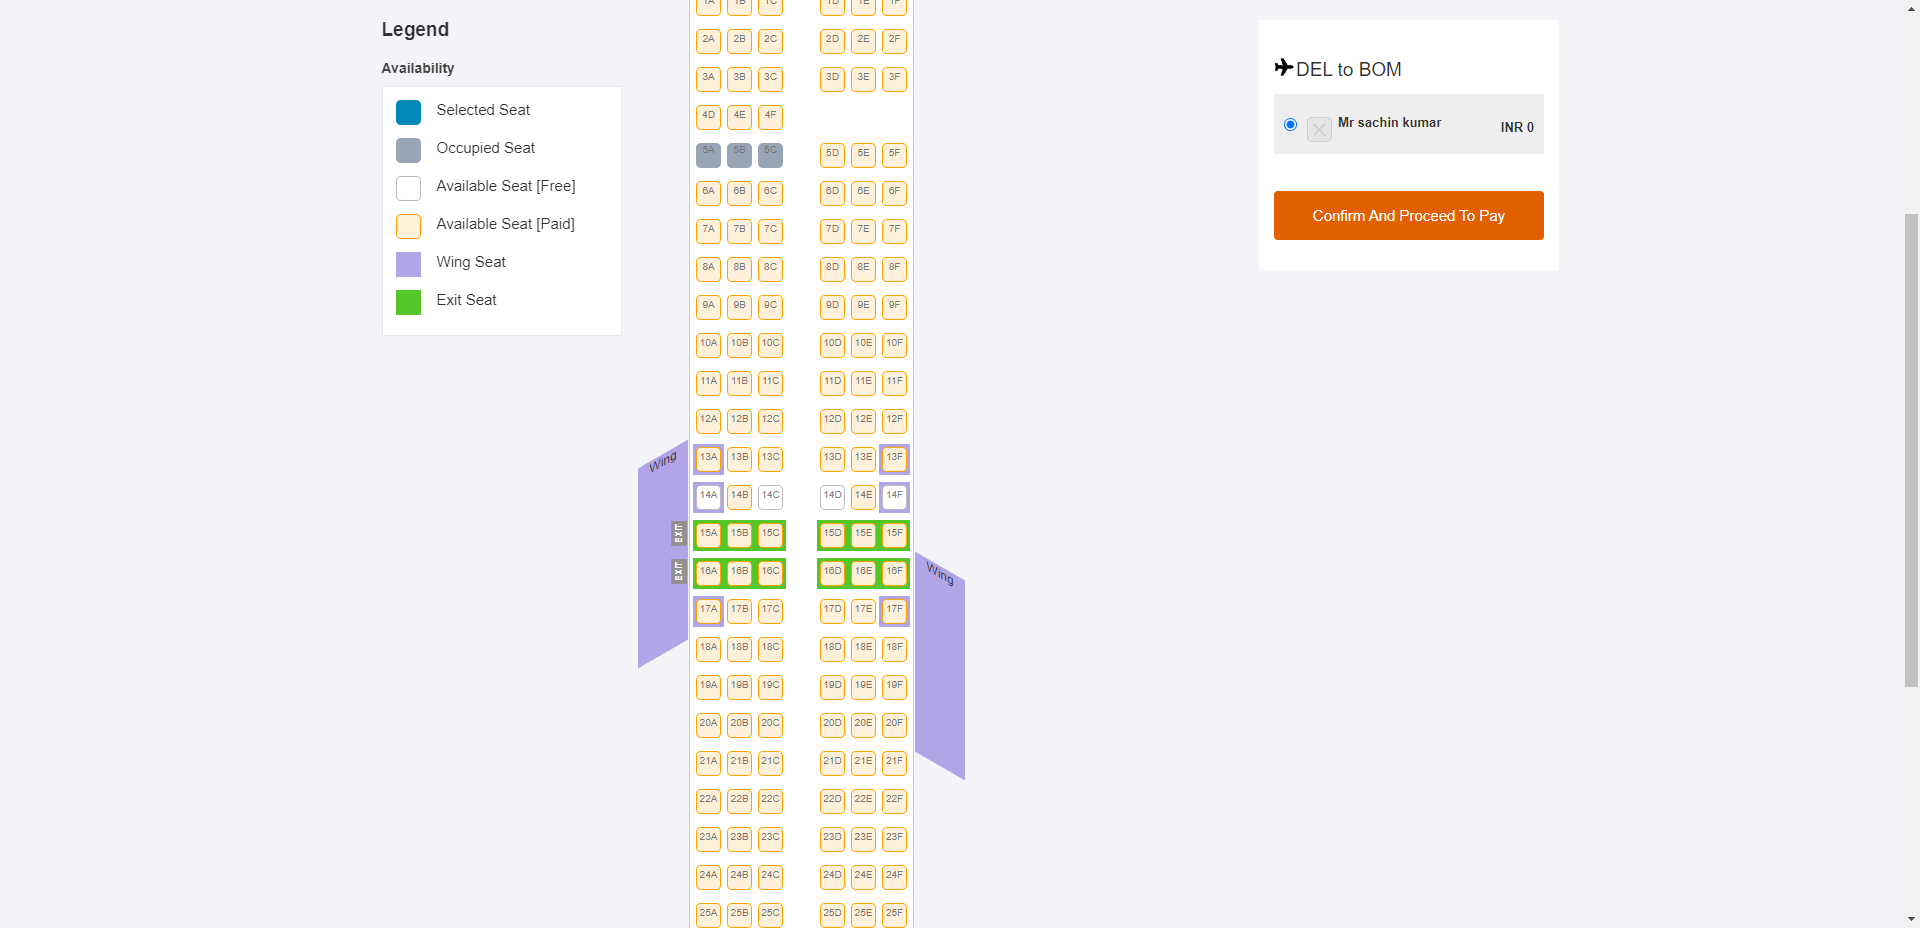 Legend
Availability
Selected Seat
Occupied Seat
Available Seat [Free]
Available Seat [Paid]
Wing Seat
Exit Seat
1A 1B 1C 1D 1E 1F
2A 2B 2C 2D 2E 2F
3A 3B 3C 3D 3E 3F
4D 4E 4F
5A 5B 5C 5D 5E 5F
6A 6B 6C 6D 6E 6F
7A 7B 7C 7D 7E 7F
8A 8B 8C 8D 8E 8F
9A 9B 9C 9D 9E 9F
10A 10B 10C 10D 10E 10F
11A 11B 11C 11D 11E 11F
12A 12B 12C 12D 12E 12F
Wing 13A 13B 13C 13D 13E 13F
14A 14B 14C 14D 14E 14F
EXIT 15A 15B 15C 15D 15E 15F
EXIT 16A 16B 16C 16D 16E 16F Wing
17A 17B 17C 17D 17E 17F
18A 18B 18C 18D 18E 18F
19A 19B 19C 19D 19E 19F
20A 20B 20C 20D 20E 20F
21A 21B 21C 21D 21E 21F
22A 22B 22C 22D 22E 22F
23A 23B 23C 23D 23E 23F
24A 24B 24C 24D 24E 24F
25A 25B 25C 25D 25E 25F
DEL to BOM
Mr sachin kumar INR 0
Confirm And Proceed To Pay